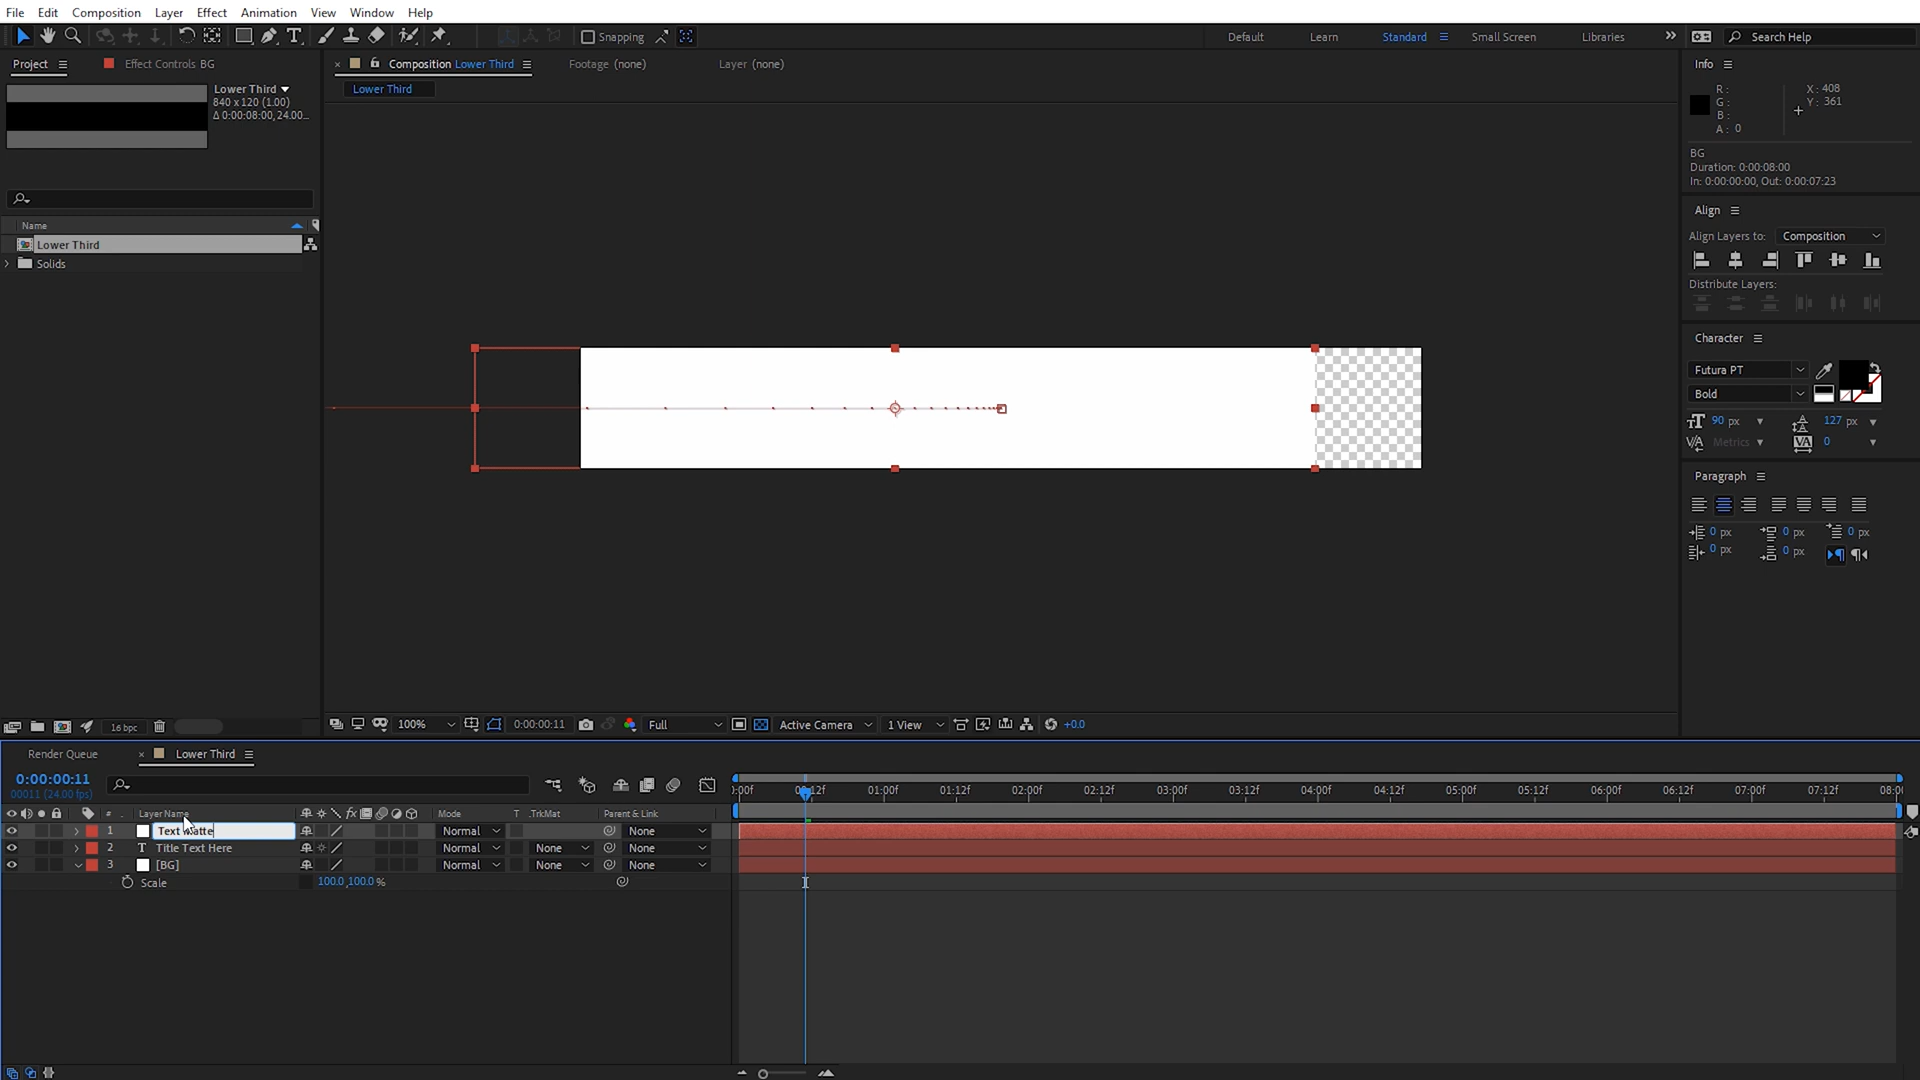 File Edit Composition Layer Effect Animation View Window Help
Snapping Default Learn Standard Small Screen Libraries Search Help
Project Effect Controls BG Composition Lower Third Footage (none) Layer (none) Info
Lower Third
Lower Third
840 x 120 (1.00)
Δ 0:00:08:00, 24.00...
R :
G :
B :
A : 0
X : 408
Y : 361
BG
Duration: 0:00:08:00
In: 0:00:00:00, Out: 0:00:07:23
Align
Align Layers to: Composition
Distribute Layers:
Name
Lower Third
Solids
Character
Futura PT
Bold
90 px 127 px
Metrics 0
Paragraph
0 px 0 px 0 px
0 px 0 px
16 bpc 100% 0:00:00:11 Full Active Camera 1 View +0.0
Render Queue Lower Third
0:00:00:11
00011 (24.00 fps)
:00f 00:12f 01:00f 01:12f 02:00f 02:12f 03:00f 03:12f 04:00f 04:12f 05:00f 05:12f 06:00f 06:12f 07:00f 07:12f 08:00
# Layer Name Mode T .TrkMat Parent & Link
1 Text Matte Normal None
2 T Title Text Here Normal None None
3 [BG] Normal None None
Scale 100.0,100.0 %